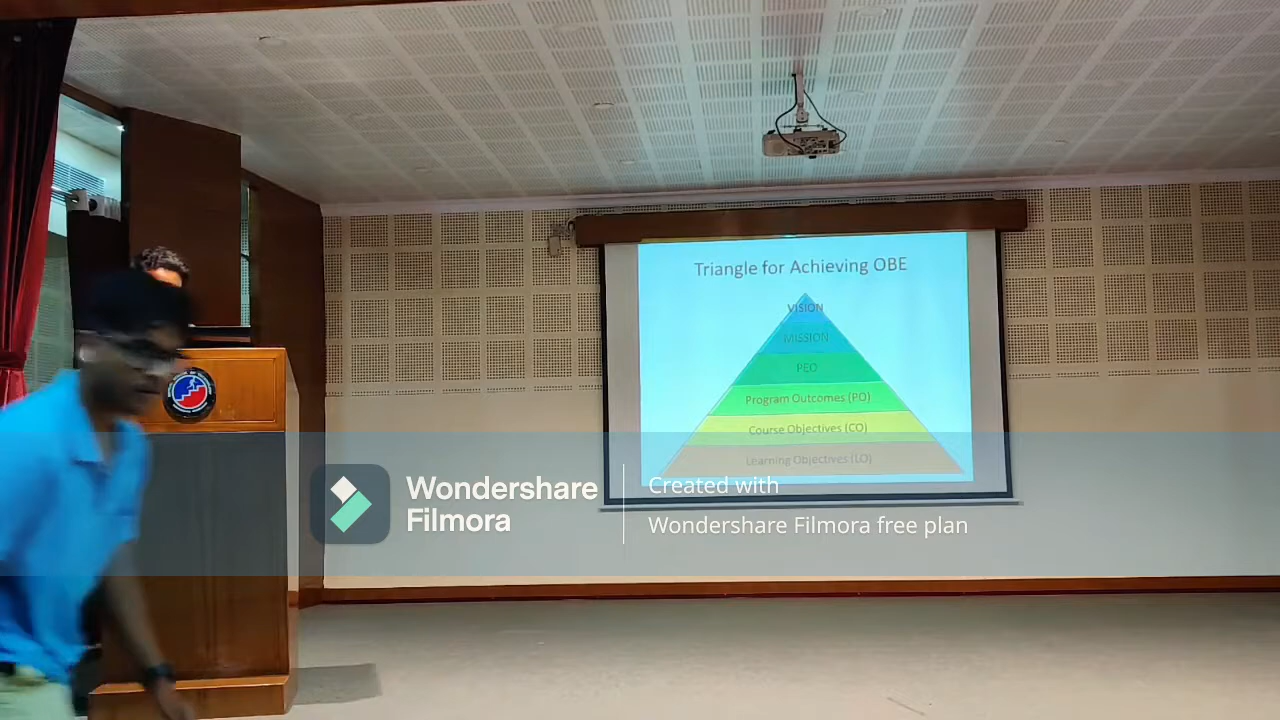 Triangle for Achieving OBE
VISION
MISSION
PEO
Program Outcomes (PO)
Course Objectives (CO)
Learning Objectives (LO)
Wondershare
Filmora
Created with
Wondershare Filmora free plan